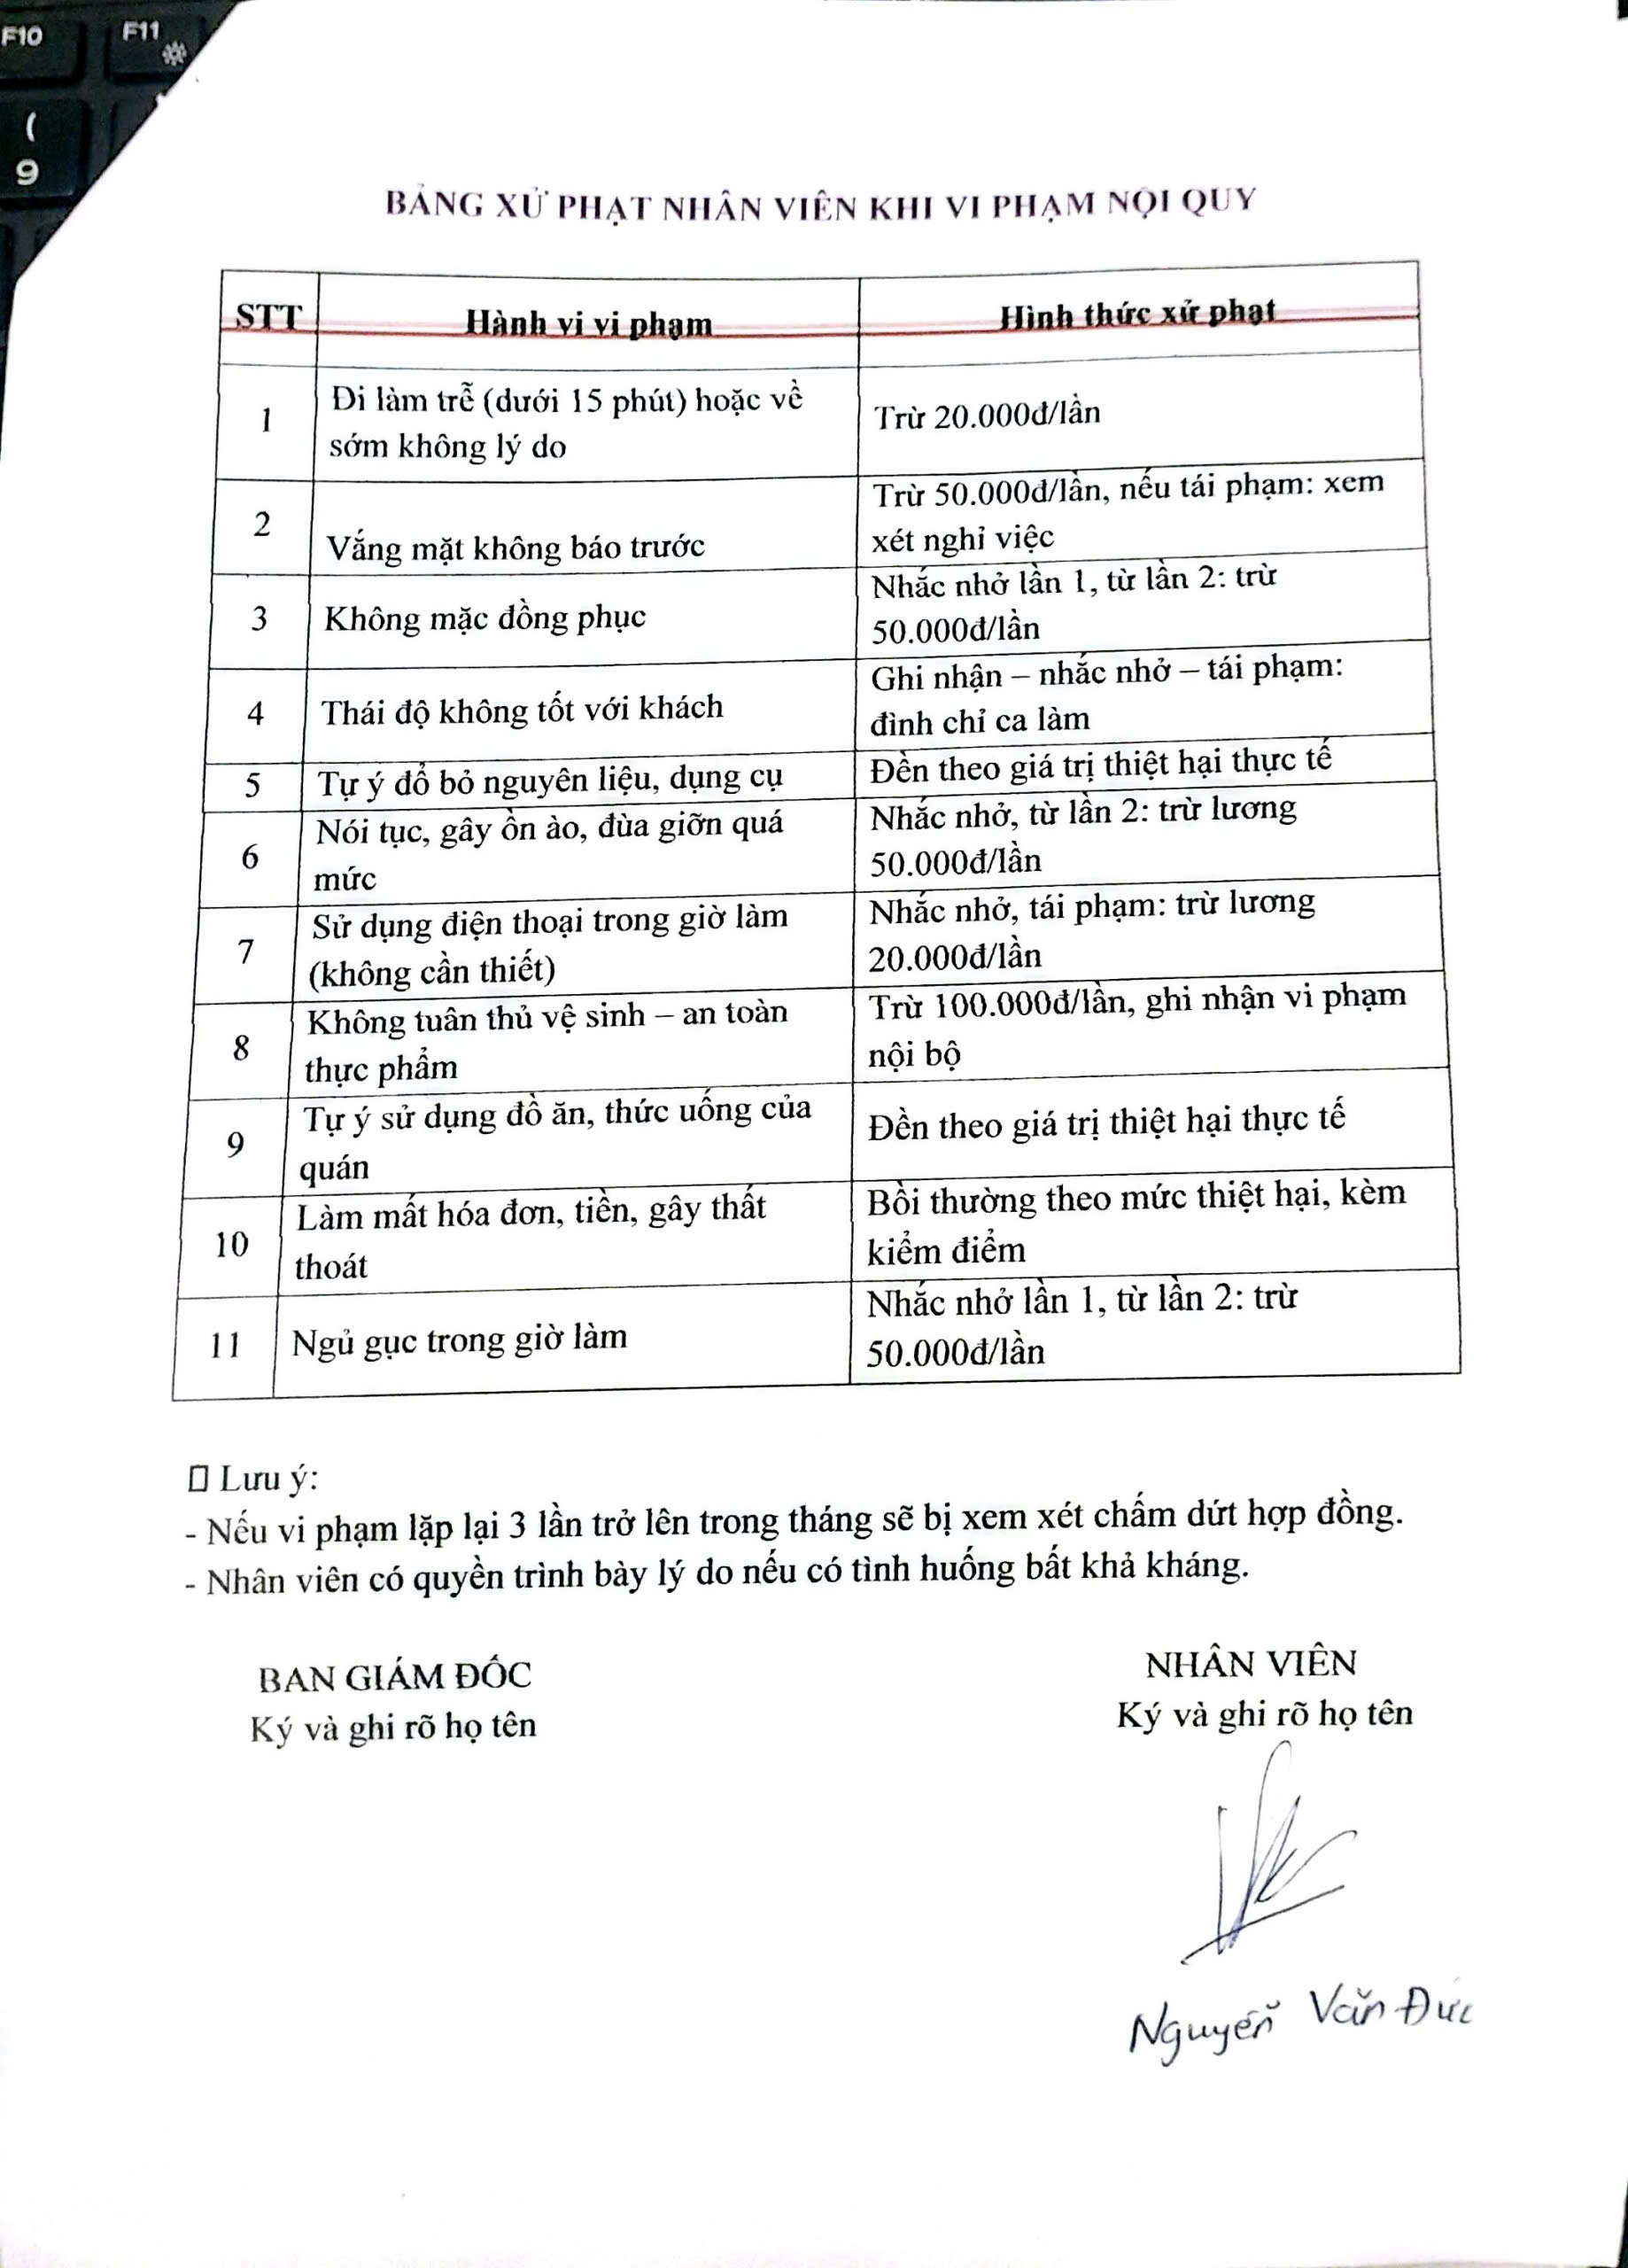 F10
F11
(
9
BẢNG XỬ PHẠT NHÂN VIÊN KHI VI PHẠM NỘI QUY
STT
Hành vi vi phạm
Hình thức xử phạt
1
Đi làm trễ (dưới 15 phút) hoặc về
sớm không lý do
Trừ 20.000đ/lần
2
Vắng mặt không báo trước
Trừ 50.000đ/lần, nếu tái phạm: xem
xét nghỉ việc
3
Không mặc đồng phục
Nhắc nhở lần 1, từ lần 2: trừ
50.000đ/lần
4
Thái độ không tốt với khách
Ghi nhận – nhắc nhở – tái phạm:
đình chỉ ca làm
5
Tự ý đổ bỏ nguyên liệu, dụng cụ
Đền theo giá trị thiệt hại thực tế
6
Nói tục, gây ồn ào, đùa giỡn quá
mức
Nhắc nhở, từ lần 2: trừ lương
50.000đ/lần
7
Sử dụng điện thoại trong giờ làm
(không cần thiết)
Nhắc nhở, tái phạm: trừ lương
20.000đ/lần
8
Không tuân thủ vệ sinh – an toàn
thực phẩm
Trừ 100.000đ/lần, ghi nhận vi phạm
nội bộ
9
Tự ý sử dụng đồ ăn, thức uống của
quán
Đền theo giá trị thiệt hại thực tế
10
Làm mất hóa đơn, tiền, gây thất
thoát
Bồi thường theo mức thiệt hại, kèm
kiểm điểm
11
Ngủ gục trong giờ làm
Nhắc nhở lần 1, từ lần 2: trừ
50.000đ/lần
Lưu ý:
- Nếu vi phạm lặp lại 3 lần trở lên trong tháng sẽ bị xem xét chấm dứt hợp đồng.
- Nhân viên có quyền trình bày lý do nếu có tình huống bất khả kháng.
BAN GIÁM ĐỐC
Ký và ghi rõ họ tên
NHÂN VIÊN
Ký và ghi rõ họ tên
Nguyễn Văn Đức